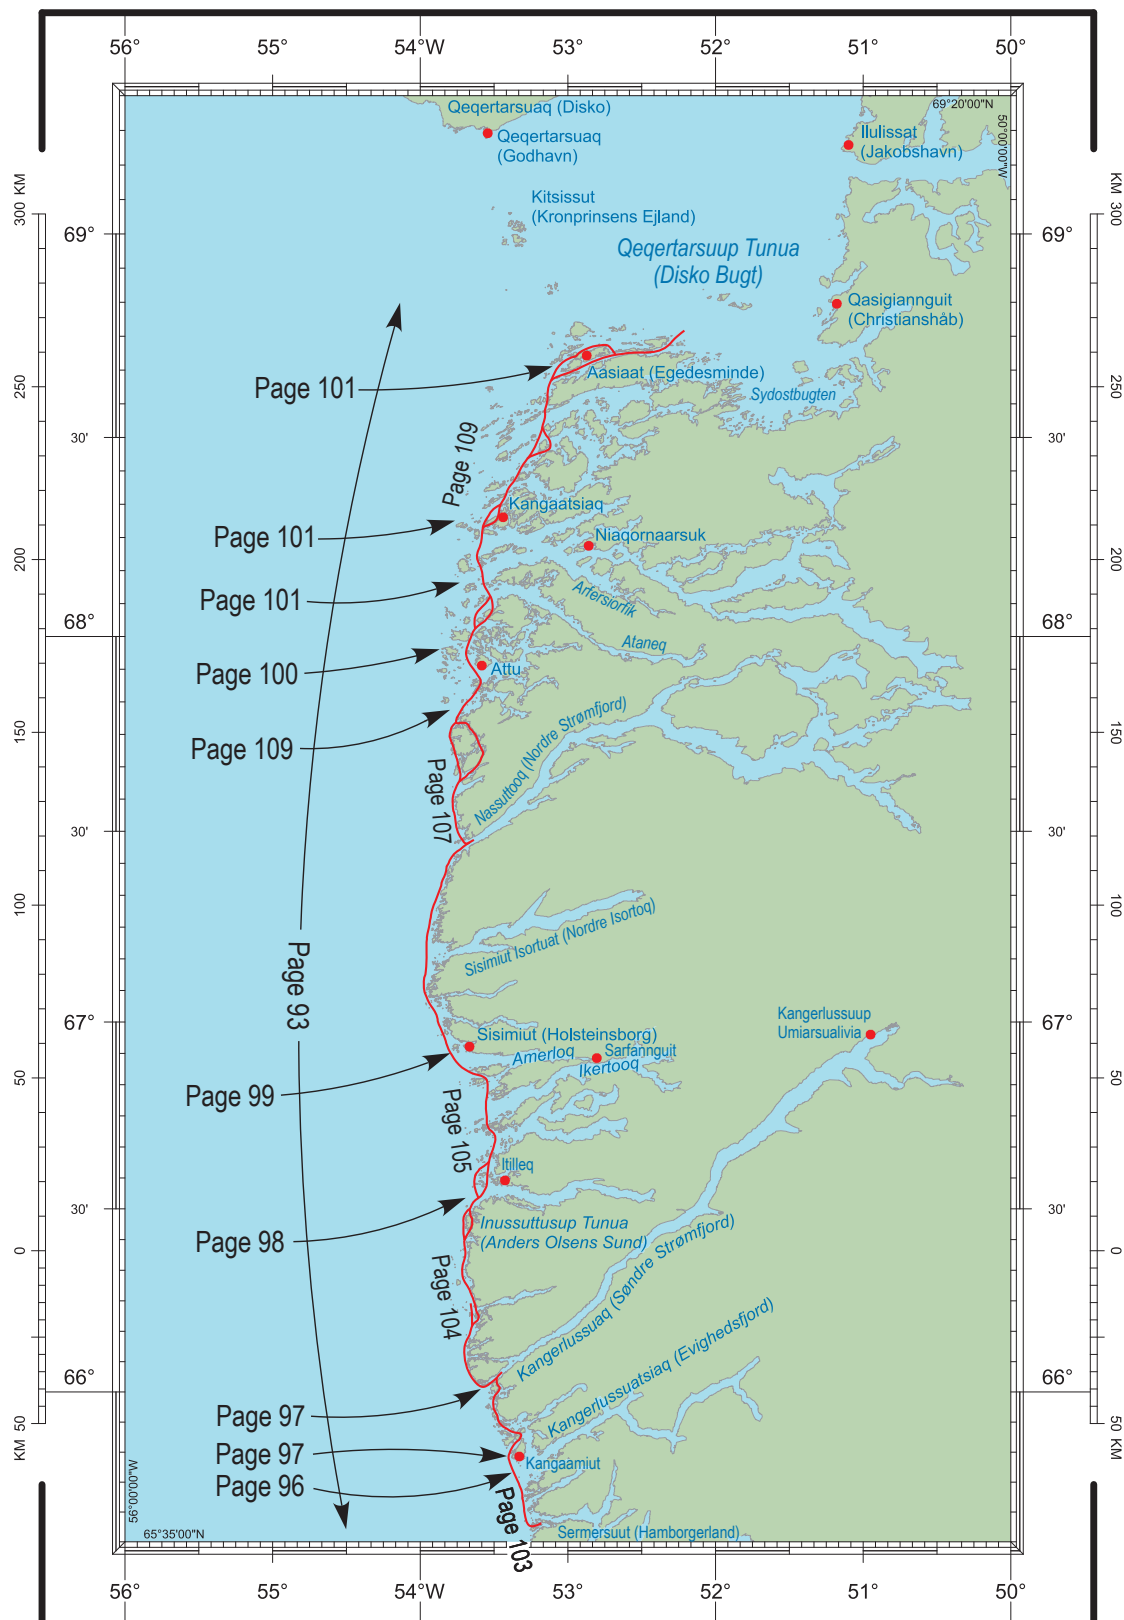 56°
55°
54°W
53°
52°
51°
50°
Qeqertarsuaq (Disko)
69°20'00"N
50°00'00"W
Qeqertarsuaq
(Godhavn)
Ilulissat
(Jakobshavn)
KM
KM
300
300
Kitsissut
(Kronprinsens Ejland)
69°
69°
Qeqertarsuup Tunua
(Disko Bugt)
Qasigiannguit
(Christianshåb)
Page 101
Aasiaat (Egedesminde)
250
250
Sydostbugten
30'
30'
Page 109
Kangaatsiaq
Page 101
Niaqornaarsuk
200
200
Page 101
Arfersiorfik
68°
68°
Ataneq
Page 100
Attu
Page 109
150
150
Nassuttooq (Nordre Strømfjord)
Page 107
30'
30'
100
100
Sisimiut Isortuat (Nordre Isortoq)
Page 93
67°
67°
Kangerlussuup
Umiarsualivia
Sisimiut (Holsteinsborg)
Amerloq
Sarfannguit
Ikertooq
50
50
Page 99
Page 105
Itilleq
30'
30'
Inussuttusup Tunua
(Anders Olsens Sund)
Page 98
0
0
Page 104
Kangerlussuaq (Søndre Strømfjord)
66°
66°
Kangerlussuatsiaq (Evighedsfjord)
Page 97
50
50
KM
KM
Page 97
Kangaamiut
Page 96
Page 103
56°00'00"W
65°35'00"N
Sermersuut (Hamborgerland)
56°
55°
54°
53°
52°
51°
50°